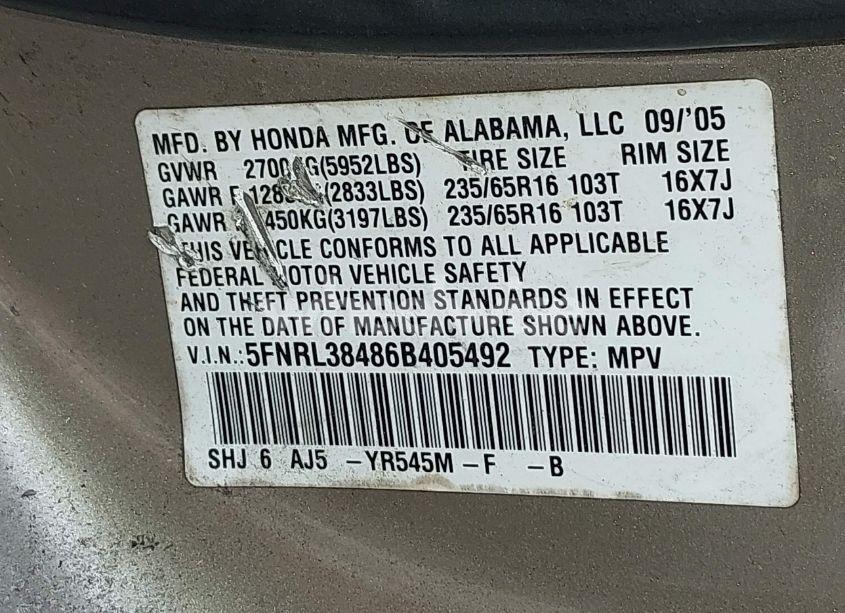 MFD. BY HONDA MFG. OF ALABAMA, LLC 09/'05
GVWR 2700KG(5952LBS) TIRE SIZE RIM SIZE
GAWR F (2833LBS) 235/65R16 103T 16X7J
GAWR 450KG(3197LBS) 235/65R16 103T 16X7J
THIS VEHICLE CONFORMS TO ALL APPLICABLE
FEDERAL MOTOR VEHICLE SAFETY
AND THEFT PREVENTION STANDARDS IN EFFECT
ON THE DATE OF MANUFACTURE SHOWN ABOVE.
V.I.N.:5FNRL38486B405492 TYPE: MPV
SHJ 6 AJ5 -YR545M-F -B